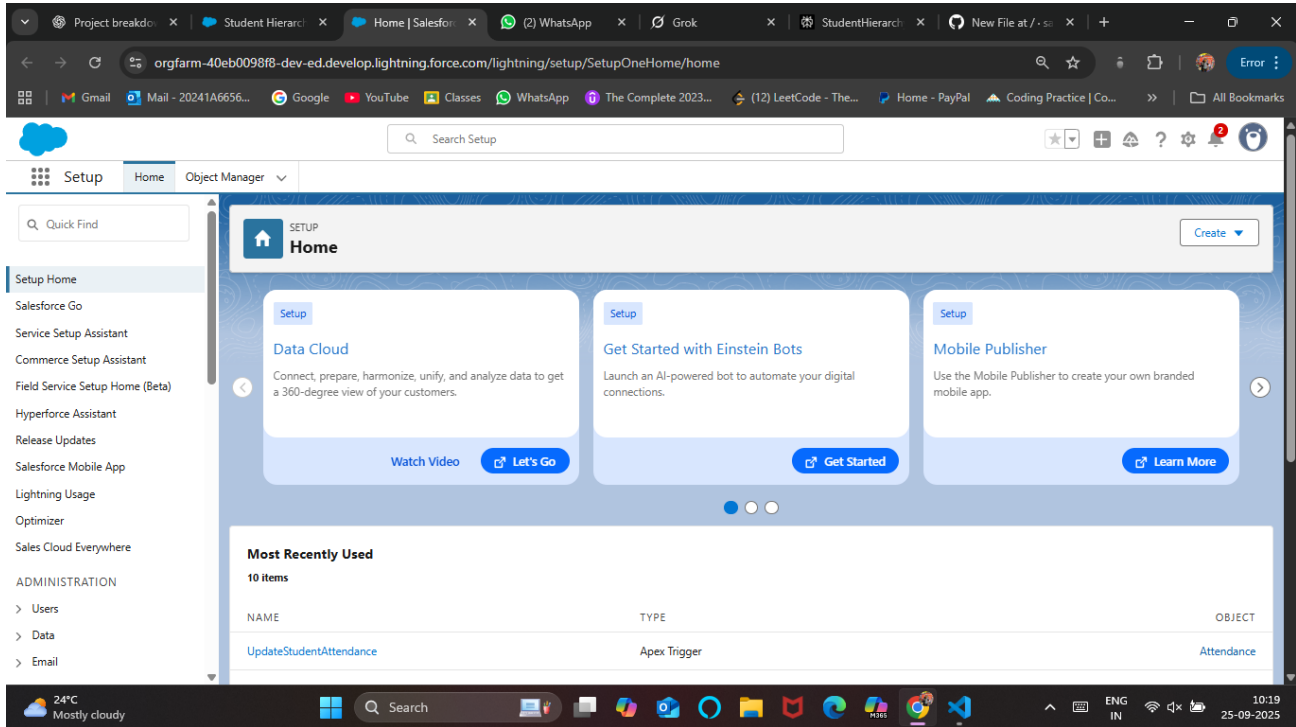 Project breakdov
Student Hierarch
Home | Salesforc
(2) WhatsApp
Grok
StudentHierarch
New File at / · sa
orgfarm-40eb0098f8-dev-ed.develop.lightning.force.com/lightning/setup/SetupOneHome/home
Error
Gmail
Mail - 20241A6656...
Google
YouTube
Classes
WhatsApp
The Complete 2023...
(12) LeetCode - The...
Home - PayPal
Coding Practice | Co...
»
All Bookmarks
Search Setup
2
Setup
Home
Object Manager
Quick Find
SETUP
Home
Create
Setup Home
Salesforce Go
Service Setup Assistant
Commerce Setup Assistant
Field Service Setup Home (Beta)
Hyperforce Assistant
Release Updates
Salesforce Mobile App
Lightning Usage
Optimizer
Sales Cloud Everywhere
ADMINISTRATION
Users
Data
Email
Setup
Data Cloud
Connect, prepare, harmonize, unify, and analyze data to get
a 360-degree view of your customers.
Watch Video
Let's Go
Setup
Get Started with Einstein Bots
Launch an AI-powered bot to automate your digital
connections.
Get Started
Setup
Mobile Publisher
Use the Mobile Publisher to create your own branded
mobile app.
Learn More
Most Recently Used
10 items
NAME
TYPE
OBJECT
UpdateStudentAttendance
Apex Trigger
Attendance
24°C
Mostly cloudy
Search
M365
ENG
IN
10:19
25-09-2025